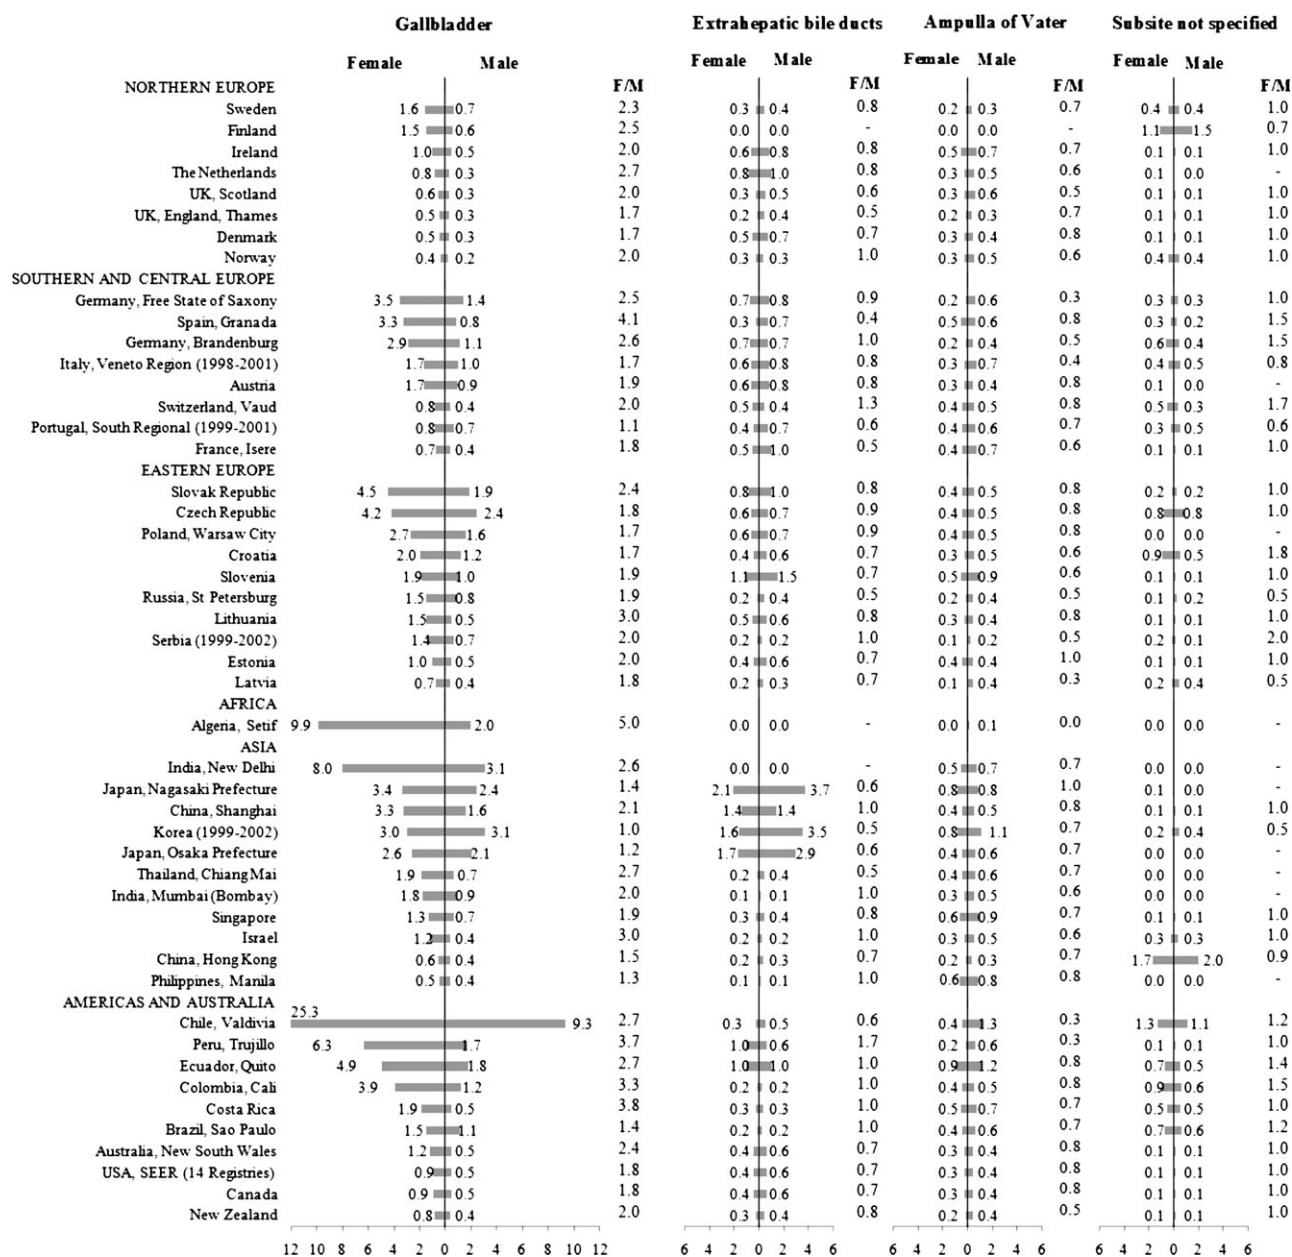 Gallbladder Extrahepatic bile ducts Ampulla of Vater Subsite not specified
Female Male Female Male Female Male Female Male
NORTHERN EUROPE F/M F/M F/M F/M
Sweden 1.6 0.7 2.3 0.3 0.4 0.8 0.2 0.3 0.7 0.4 0.4 1.0
Finland 1.5 0.6 2.5 0.0 0.0 - 0.0 0.0 - 1.1 1.5 0.7
Ireland 1.0 0.5 2.0 0.6 0.8 0.8 0.5 0.7 0.7 0.1 0.1 1.0
The Netherlands 0.8 0.3 2.7 0.8 1.0 0.8 0.3 0.5 0.6 0.1 0.0 -
UK, Scotland 0.6 0.3 2.0 0.3 0.5 0.6 0.3 0.6 0.5 0.1 0.1 1.0
UK, England, Thames 0.5 0.3 1.7 0.2 0.4 0.5 0.2 0.3 0.7 0.1 0.1 1.0
Denmark 0.5 0.3 1.7 0.5 0.7 0.7 0.3 0.4 0.8 0.1 0.1 1.0
Norway 0.4 0.2 2.0 0.3 0.3 1.0 0.3 0.5 0.6 0.4 0.4 1.0
SOUTHERN AND CENTRAL EUROPE
Germany, Free State of Saxony 3.5 1.4 2.5 0.7 0.8 0.9 0.2 0.6 0.3 0.3 0.3 1.0
Spain, Granada 3.3 0.8 4.1 0.3 0.7 0.4 0.5 0.6 0.8 0.3 0.2 1.5
Germany, Brandenburg 2.9 1.1 2.6 0.7 0.7 1.0 0.2 0.4 0.5 0.6 0.4 1.5
Italy, Veneto Region (1998-2001) 1.7 1.0 1.7 0.6 0.8 0.8 0.3 0.7 0.4 0.4 0.5 0.8
Austria 1.7 0.9 1.9 0.6 0.8 0.8 0.3 0.4 0.8 0.1 0.0 -
Switzerland, Vaud 0.8 0.4 2.0 0.5 0.4 1.3 0.4 0.5 0.8 0.5 0.3 1.7
Portugal, South Regional (1999-2001) 0.8 0.7 1.1 0.4 0.7 0.6 0.4 0.6 0.7 0.3 0.5 0.6
France, Isere 0.7 0.4 1.8 0.5 1.0 0.5 0.4 0.7 0.6 0.1 0.1 1.0
EASTERN EUROPE
Slovak Republic 4.5 1.9 2.4 0.8 1.0 0.8 0.4 0.5 0.8 0.2 0.2 1.0
Czech Republic 4.2 2.4 1.8 0.6 0.7 0.9 0.4 0.5 0.8 0.8 0.8 1.0
Poland, Warsaw City 2.7 1.6 1.7 0.6 0.7 0.9 0.4 0.5 0.8 0.0 0.0 -
Croatia 2.0 1.2 1.7 0.4 0.6 0.7 0.3 0.5 0.6 0.9 0.5 1.8
Slovenia 1.9 1.0 1.9 1.1 1.5 0.7 0.5 0.9 0.6 0.1 0.1 1.0
Russia, St Petersburg 1.5 0.8 1.9 0.2 0.4 0.5 0.2 0.4 0.5 0.1 0.2 0.5
Lithuania 1.5 0.5 3.0 0.5 0.6 0.8 0.3 0.4 0.8 0.1 0.1 1.0
Serbia (1999-2002) 1.4 0.7 2.0 0.2 0.2 1.0 0.1 0.2 0.5 0.2 0.1 2.0
Estonia 1.0 0.5 2.0 0.4 0.6 0.7 0.4 0.4 1.0 0.1 0.1 1.0
Latvia 0.7 0.4 1.8 0.2 0.3 0.7 0.1 0.4 0.3 0.2 0.4 0.5
AFRICA
Algeria, Setif 9.9 2.0 5.0 0.0 0.0 - 0.0 0.1 0.0 0.0 0.0 -
ASIA
India, New Delhi 8.0 3.1 2.6 0.0 0.0 - 0.5 0.7 0.7 0.0 0.0 -
Japan, Nagasaki Prefecture 3.4 2.4 1.4 2.1 3.7 0.6 0.8 0.8 1.0 0.1 0.0 -
China, Shanghai 3.3 1.6 2.1 1.4 1.4 1.0 0.4 0.5 0.8 0.1 0.1 1.0
Korea (1999-2002) 3.0 3.1 1.0 1.6 3.5 0.5 0.8 1.1 0.7 0.2 0.4 0.5
Japan, Osaka Prefecture 2.6 2.1 1.2 1.7 2.9 0.6 0.4 0.6 0.7 0.0 0.0 -
Thailand, Chiang Mai 1.9 0.7 2.7 0.2 0.4 0.5 0.4 0.6 0.7 0.0 0.0 -
India, Mumbai (Bombay) 1.8 0.9 2.0 0.1 0.1 1.0 0.3 0.5 0.6 0.0 0.0 -
Singapore 1.3 0.7 1.9 0.3 0.4 0.8 0.6 0.9 0.7 0.1 0.1 1.0
Israel 1.2 0.4 3.0 0.2 0.2 1.0 0.3 0.5 0.6 0.3 0.3 1.0
China, Hong Kong 0.6 0.4 1.5 0.2 0.3 0.7 0.2 0.3 0.7 1.7 2.0 0.9
Philippines, Manila 0.5 0.4 1.3 0.1 0.1 1.0 0.6 0.8 0.8 0.0 0.0 -
AMERICAS AND AUSTRALIA
Chile, Valdivia 25.3 9.3 2.7 0.3 0.5 0.6 0.4 1.3 0.3 1.3 1.1 1.2
Peru, Trujillo 6.3 1.7 3.7 1.0 0.6 1.7 0.2 0.6 0.3 0.1 0.1 1.0
Ecuador, Quito 4.9 1.8 2.7 1.0 1.0 1.0 0.9 1.2 0.8 0.7 0.5 1.4
Colombia, Cali 3.9 1.2 3.3 0.2 0.2 1.0 0.4 0.5 0.8 0.9 0.6 1.5
Costa Rica 1.9 0.5 3.8 0.3 0.3 1.0 0.5 0.7 0.7 0.5 0.5 1.0
Brazil, Sao Paulo 1.5 1.1 1.4 0.2 0.2 1.0 0.4 0.6 0.7 0.7 0.6 1.2
Australia, New South Wales 1.2 0.5 2.4 0.4 0.6 0.7 0.3 0.4 0.8 0.1 0.1 1.0
USA, SEER (14 Registries) 0.9 0.5 1.8 0.4 0.6 0.7 0.3 0.4 0.8 0.1 0.1 1.0
Canada 0.9 0.5 1.8 0.4 0.6 0.7 0.3 0.4 0.8 0.1 0.1 1.0
New Zealand 0.8 0.4 2.0 0.3 0.4 0.8 0.2 0.4 0.5 0.1 0.1 1.0
12 10 8 6 4 2 0 2 4 6 8 10 12 6 4 2 0 2 4 6 6 4 2 0 2 4 6 6 4 2 0 2 4 6